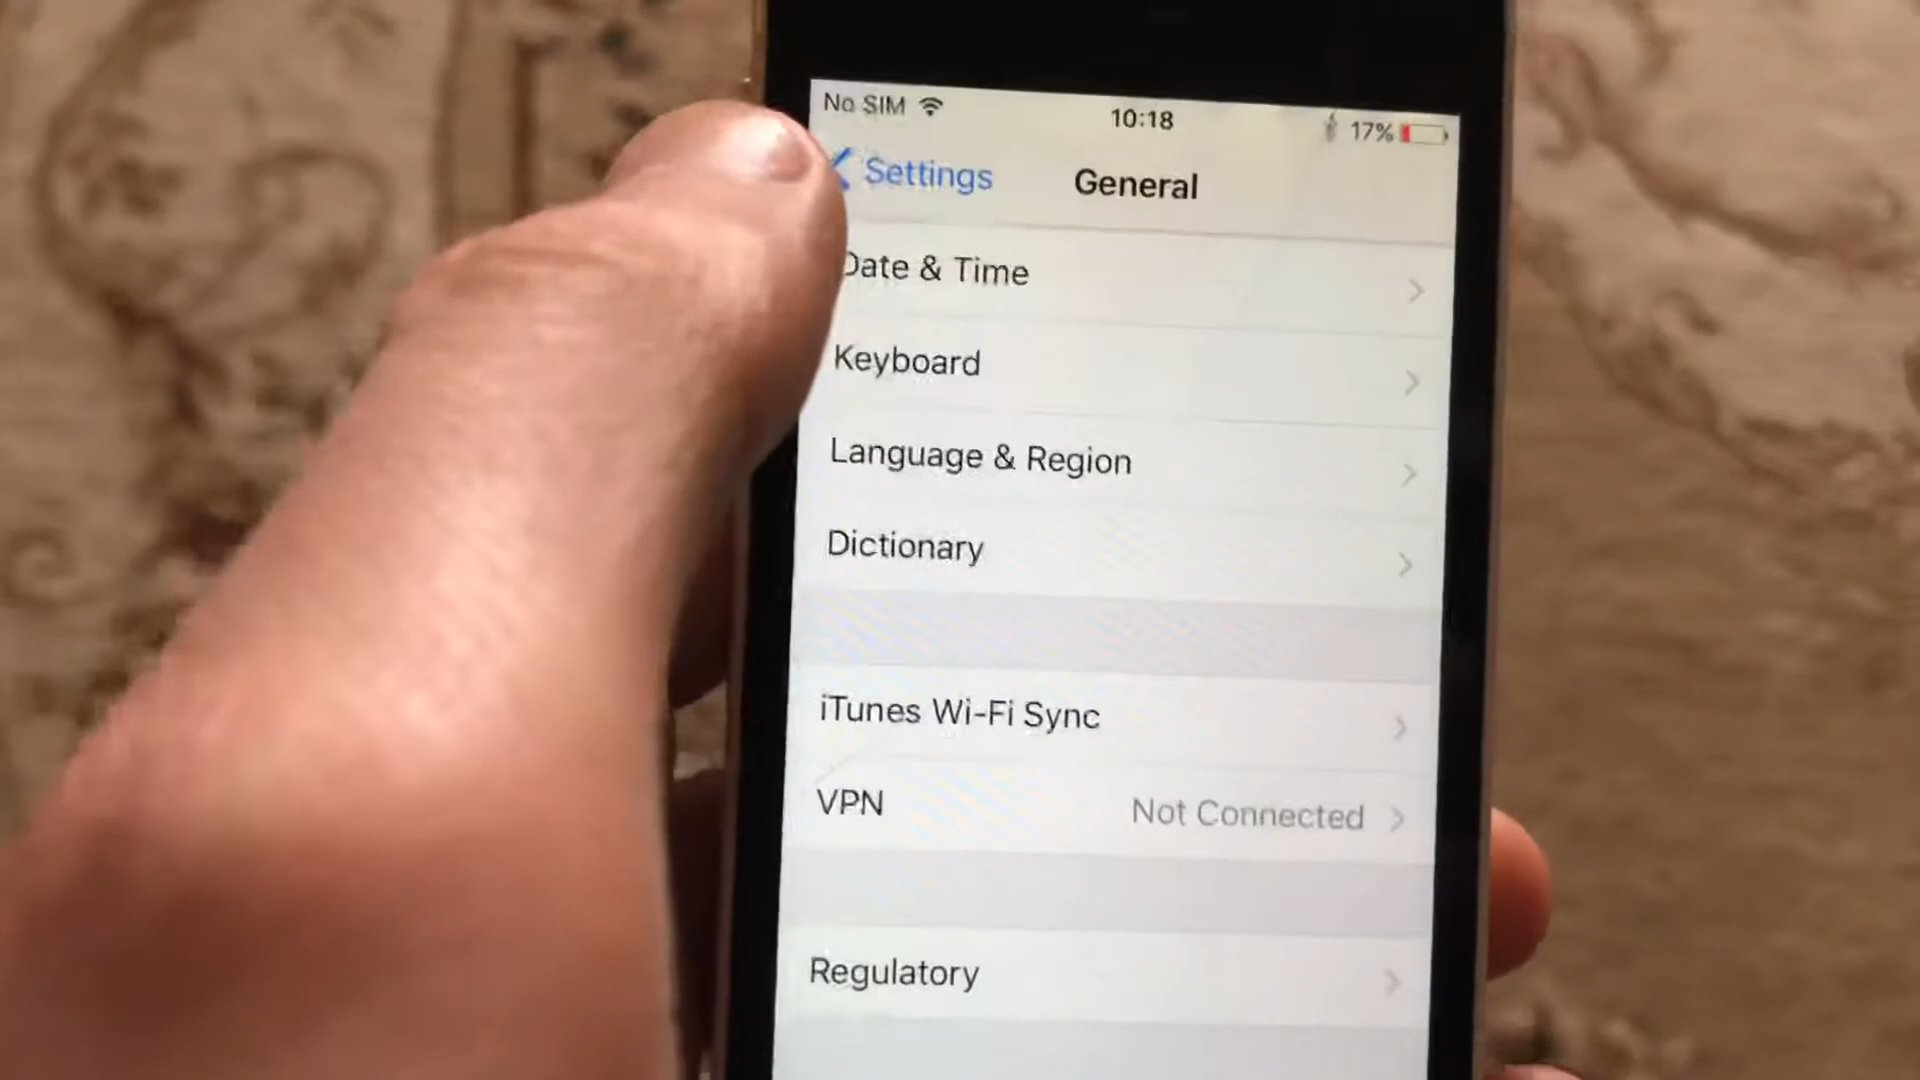 No SIM 10:18 17%
Settings General
Date & Time
Keyboard
Language & Region
Dictionary
iTunes Wi-Fi Sync
VPN Not Connected
Regulatory